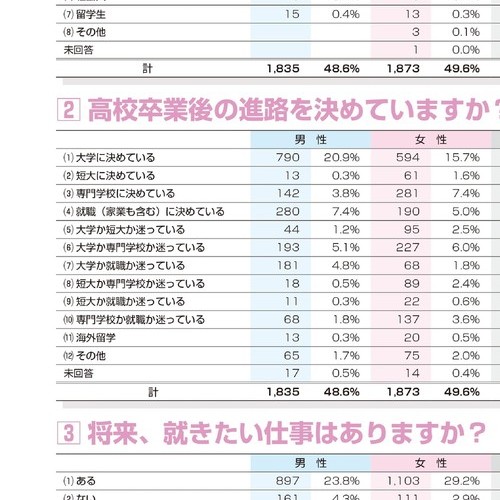 (7) 留学生 15 0.4% 13 0.3%
(8) その他 3 0.1%
未回答 1 0.0%
計 1,835 48.6% 1,873 49.6%
2 高校卒業後の進路を決めていますか?
男 性 女 性
(1) 大学に決めている 790 20.9% 594 15.7%
(2) 短大に決めている 13 0.3% 61 1.6%
(3) 専門学校に決めている 142 3.8% 281 7.4%
(4) 就職(家業も含む)に決めている 280 7.4% 190 5.0%
(5) 大学か短大か迷っている 44 1.2% 95 2.5%
(6) 大学か専門学校か迷っている 193 5.1% 227 6.0%
(7) 大学か就職か迷っている 181 4.8% 68 1.8%
(8) 短大か専門学校か迷っている 18 0.5% 89 2.4%
(9) 短大か就職か迷っている 11 0.3% 22 0.6%
(10) 専門学校か就職か迷っている 68 1.8% 137 3.6%
(11) 海外留学 13 0.3% 20 0.5%
(12) その他 65 1.7% 75 2.0%
未回答 17 0.5% 14 0.4%
計 1,835 48.6% 1,873 49.6%
3 将来、就きたい仕事はありますか?
男 性 女 性
(1) ある 897 23.8% 1,103 29.2%
(2) ない 161 4.3% 111 2.9%